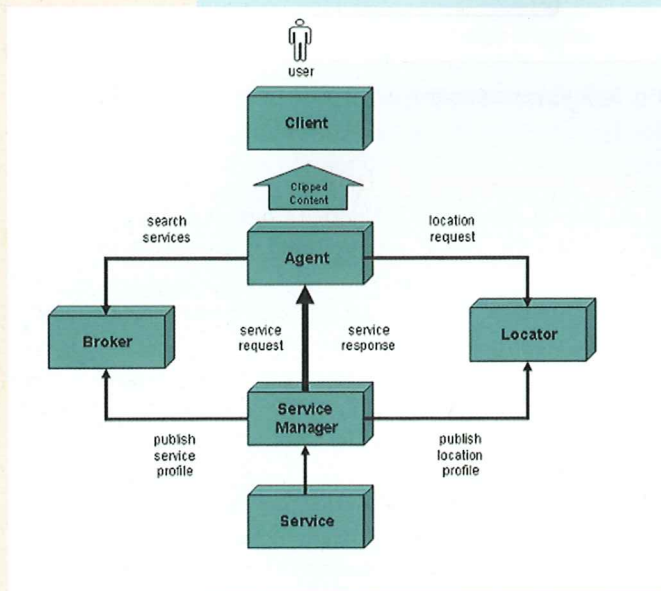 user
Client
Clipped
Content
search
services
location
request
Agent
Broker
service
request
service
response
Locator
Service
Manager
publish
service
profile
publish
location
profile
Service